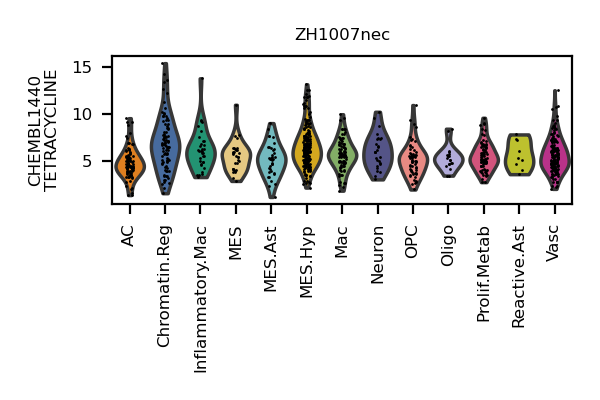 ZH1007nec
CHEMBL1440
TETRACYCLINE
15
10
5
AC
Chromatin.Reg
Inflammatory.Mac
MES
MES.Ast
MES.Hyp
Mac
Neuron
OPC
Oligo
Prolif.Metab
Reactive.Ast
Vasc